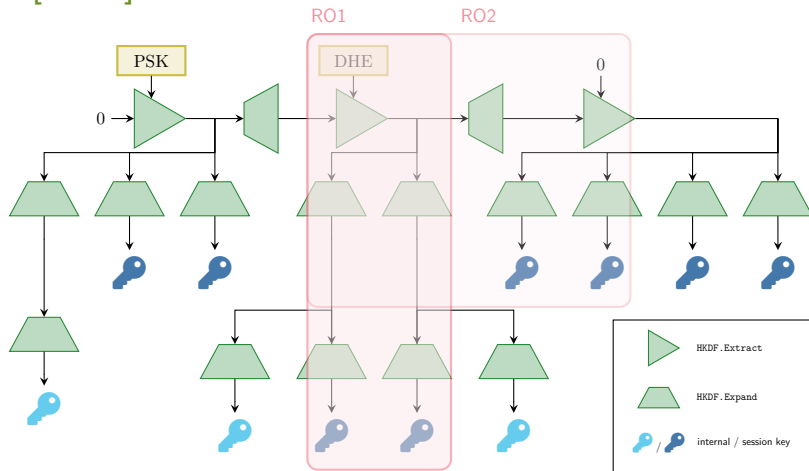 RO1
RO2
PSK
DHE
0
0
HKDF.Extract
HKDF.Expand
/
internal / session key